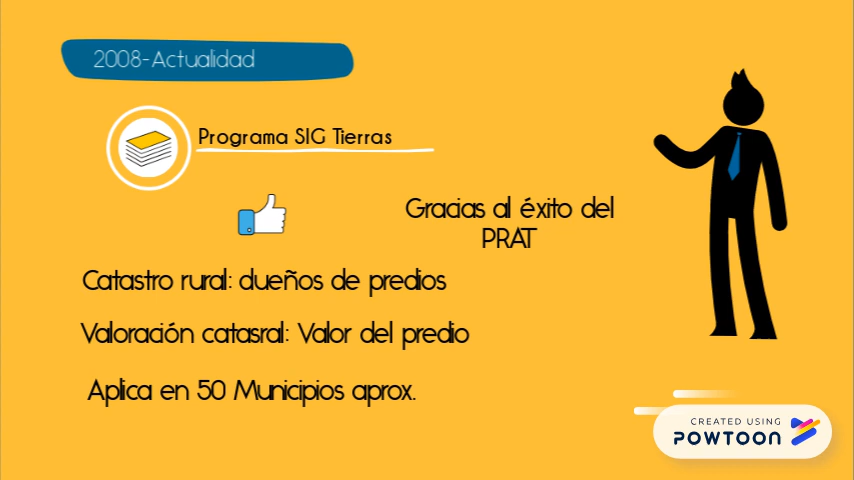 2008-Actualidad
Programa SIG Tierras
Gracias al éxito del
PRAT
Catastro rural: dueños de predios
Valoración catasral: Valor del predio
Aplica en 50 Municipios aprox.
CREATED USING
POWTOON